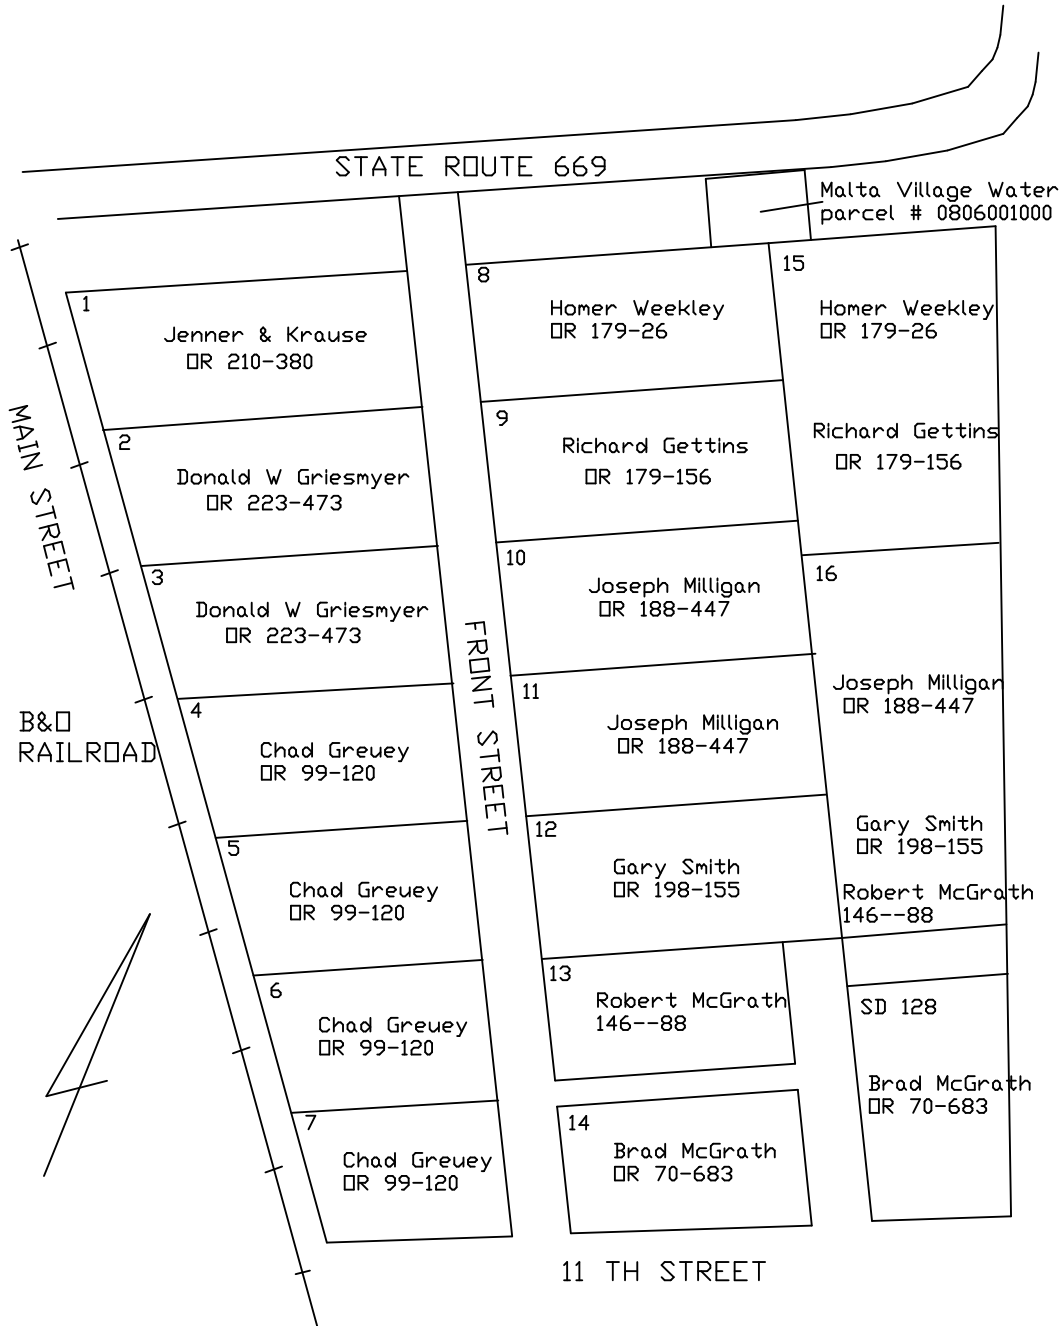 STATE ROUTE 669
Malta Village Water
parcel # 0806001000
MAIN STREET
B&O
RAILROAD
1
Jenner & Krause
OR 210-380
2
Donald W Griesmyer
OR 223-473
3
Donald W Griesmyer
OR 223-473
4
Chad Greuey
OR 99-120
5
Chad Greuey
OR 99-120
6
Chad Greuey
OR 99-120
7
Chad Greuey
OR 99-120
FRONT STREET
8
Homer Weekley
OR 179-26
9
Richard Gettins
OR 179-156
10
Joseph Milligan
OR 188-447
11
Joseph Milligan
OR 188-447
12
Gary Smith
OR 198-155
13
Robert McGrath
146--88
14
Brad McGrath
OR 70-683
15
Homer Weekley
OR 179-26
Richard Gettins
OR 179-156
16
Joseph Milligan
OR 188-447
Gary Smith
OR 198-155
Robert McGrath
146--88
SD 128
Brad McGrath
OR 70-683
11 TH STREET